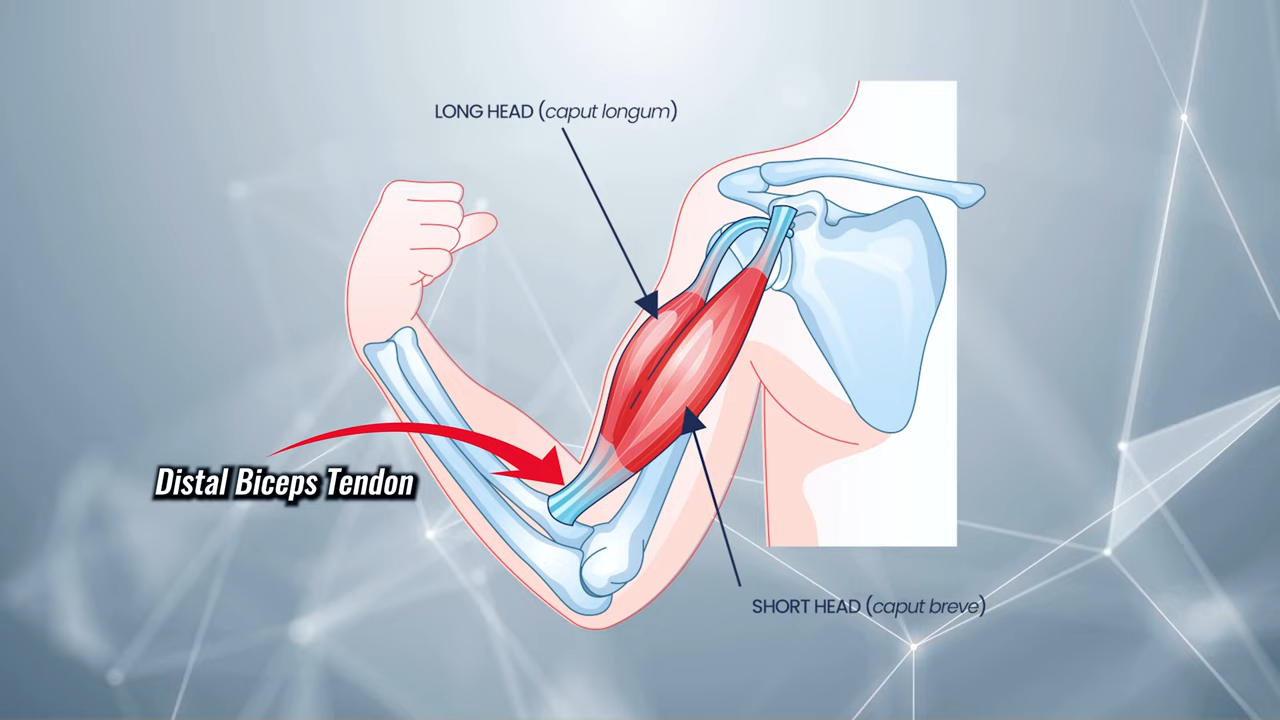 LONG HEAD (caput longum)
Distal Biceps Tendon
SHORT HEAD (caput breve)